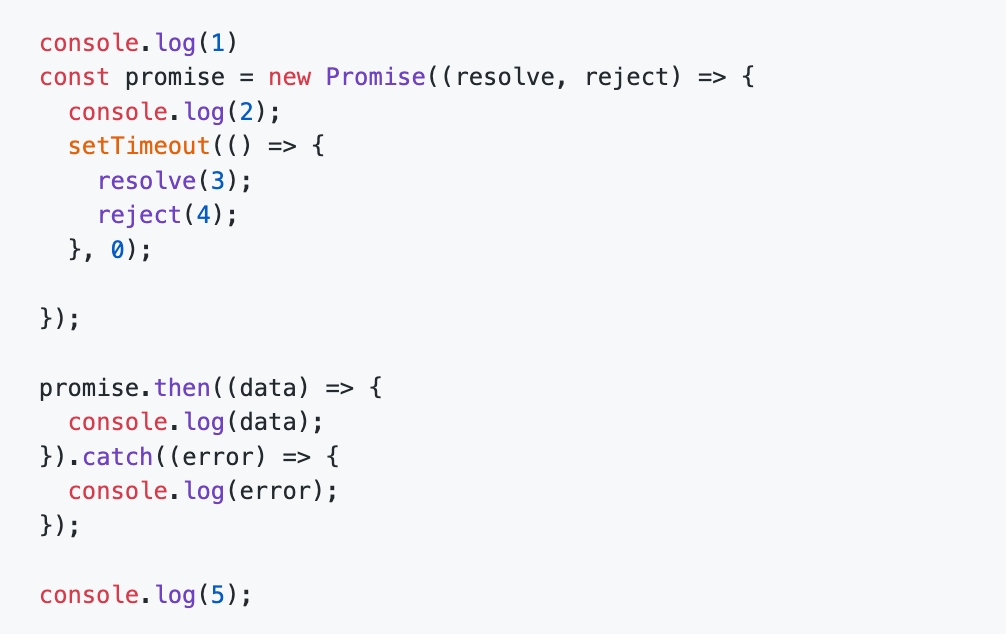 console.log(1)
const promise = new Promise((resolve, reject) => {
  console.log(2);
  setTimeout(() => {
    resolve(3);
    reject(4);
  }, 0);

});

promise.then((data) => {
  console.log(data);
}).catch((error) => {
  console.log(error);
});

console.log(5);